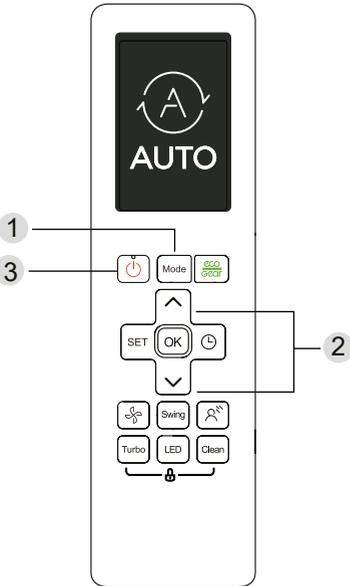 A
AUTO
1
3
Mode
eco
Gear
SET
OK
2
Swing
Turbo
LED
Clean